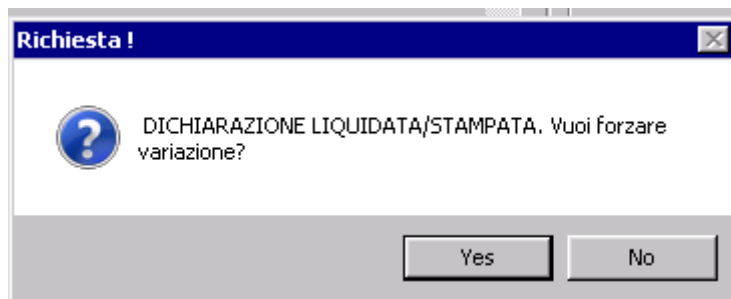 Richiesta !
DICHIARAZIONE LIQUIDATA/STAMPATA. Vuoi forzare
variazione?
Yes
No